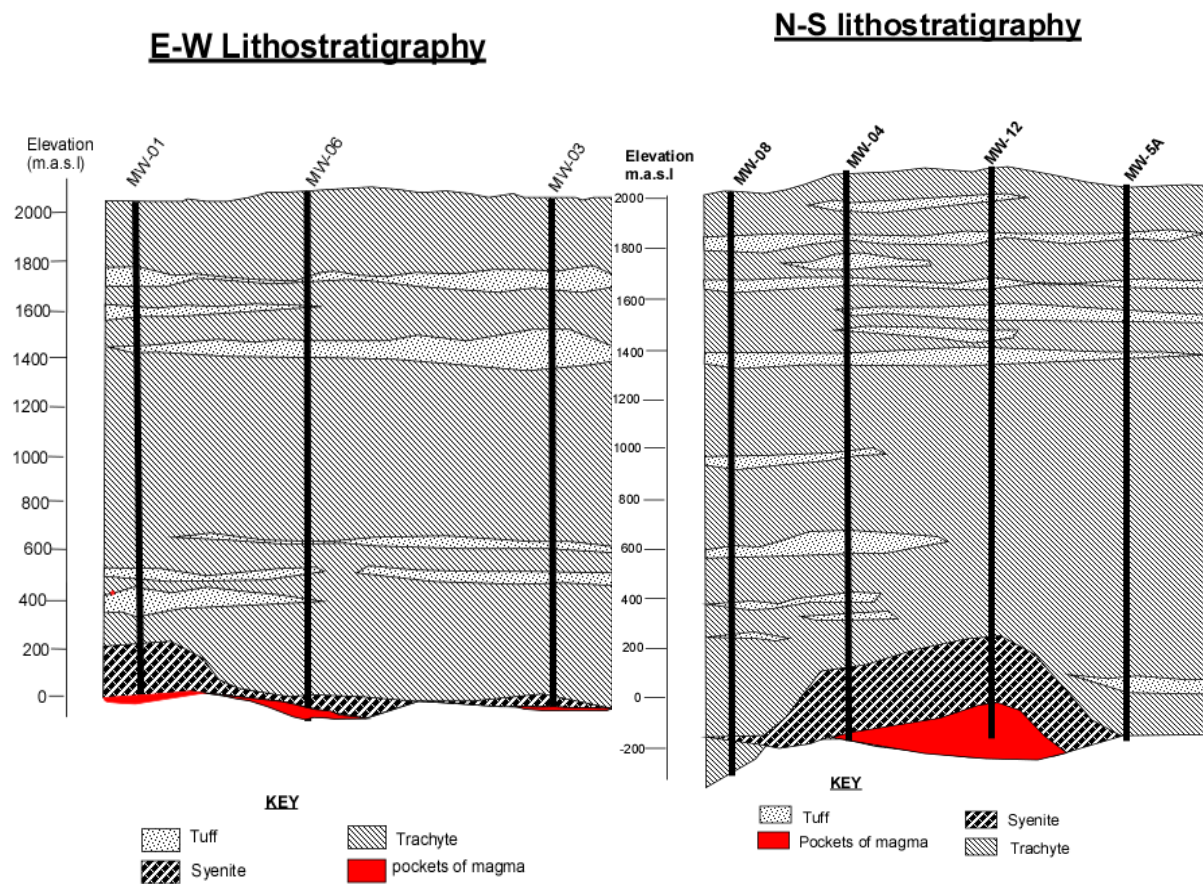 E-W Lithostratigraphy
Elevation
(m.a.s.l)
MW-01
MW-06
MW-03
2000
1800
1600
1400
1200
1000
800
600
400
200
0
KEY
Tuff
Trachyte
Syenite
pockets of magma
N-S lithostratigraphy
Elevation
m.a.s.l
MW-08
MW-04
MW-12
MW-5A
2000
1800
1600
1400
1200
1000
800
600
400
200
0
-200
KEY
Tuff
Syenite
Pockets of magma
Trachyte